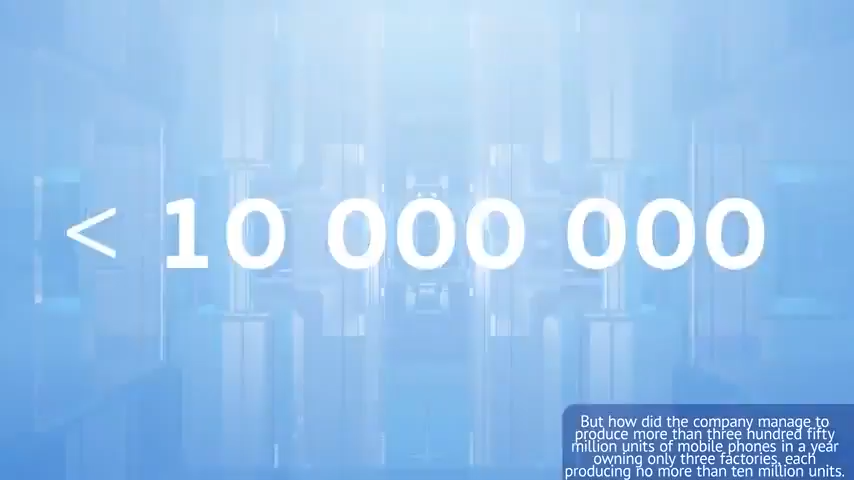 < 10 000 000
But how did the company manage to
produce more than three hundred fifty
million units of mobile phones in a year
owning only three factories, each
producing no more than ten million units.